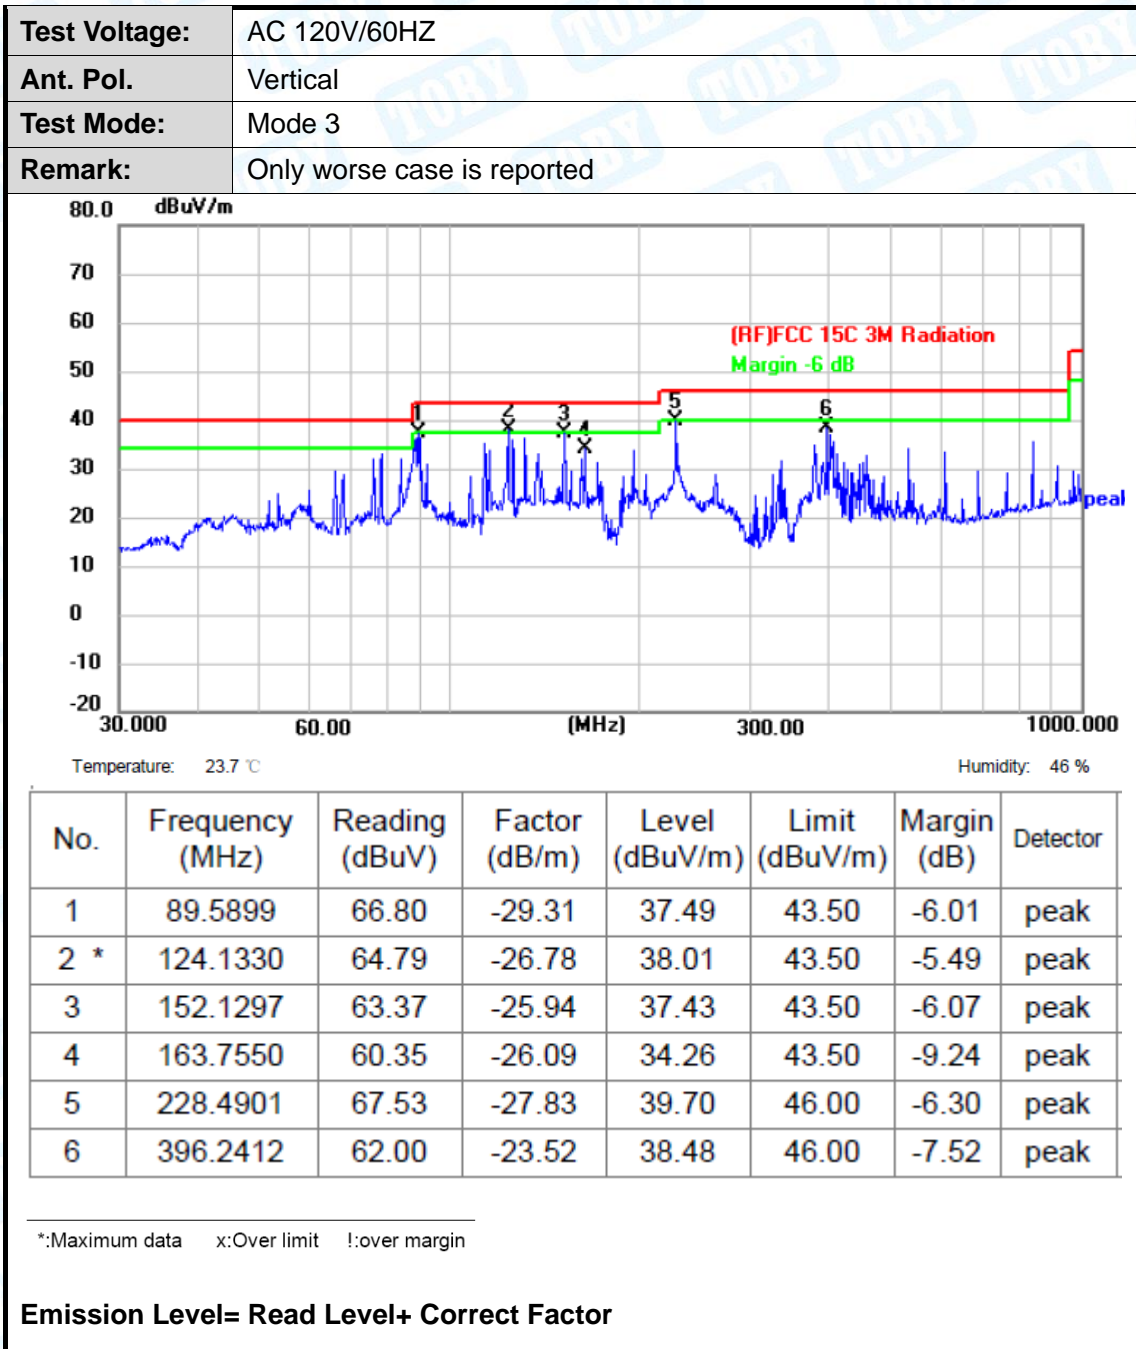 Test Voltage: AC 120V/60HZ
Ant. Pol. Vertical
Test Mode: Mode 3
Remark: Only worse case is reported
80.0 dBuV/m
70
60
(RF)FCC 15C 3M Radiation
Margin -6 dB
50
40
1 2 3 4 5 6
30
20
peak
10
0
-10
-20
30.000 60.00 (MHz) 300.00 1000.000
Temperature: 23.7 ℃ Humidity: 46 %
No. Frequency (MHz) Reading (dBuV) Factor (dB/m) Level (dBuV/m) Limit (dBuV/m) Margin (dB) Detector
1 89.5899 66.80 -29.31 37.49 43.50 -6.01 peak
2 * 124.1330 64.79 -26.78 38.01 43.50 -5.49 peak
3 152.1297 63.37 -25.94 37.43 43.50 -6.07 peak
4 163.7550 60.35 -26.09 34.26 43.50 -9.24 peak
5 228.4901 67.53 -27.83 39.70 46.00 -6.30 peak
6 396.2412 62.00 -23.52 38.48 46.00 -7.52 peak
*:Maximum data x:Over limit !:over margin
Emission Level= Read Level+ Correct Factor
TOBY